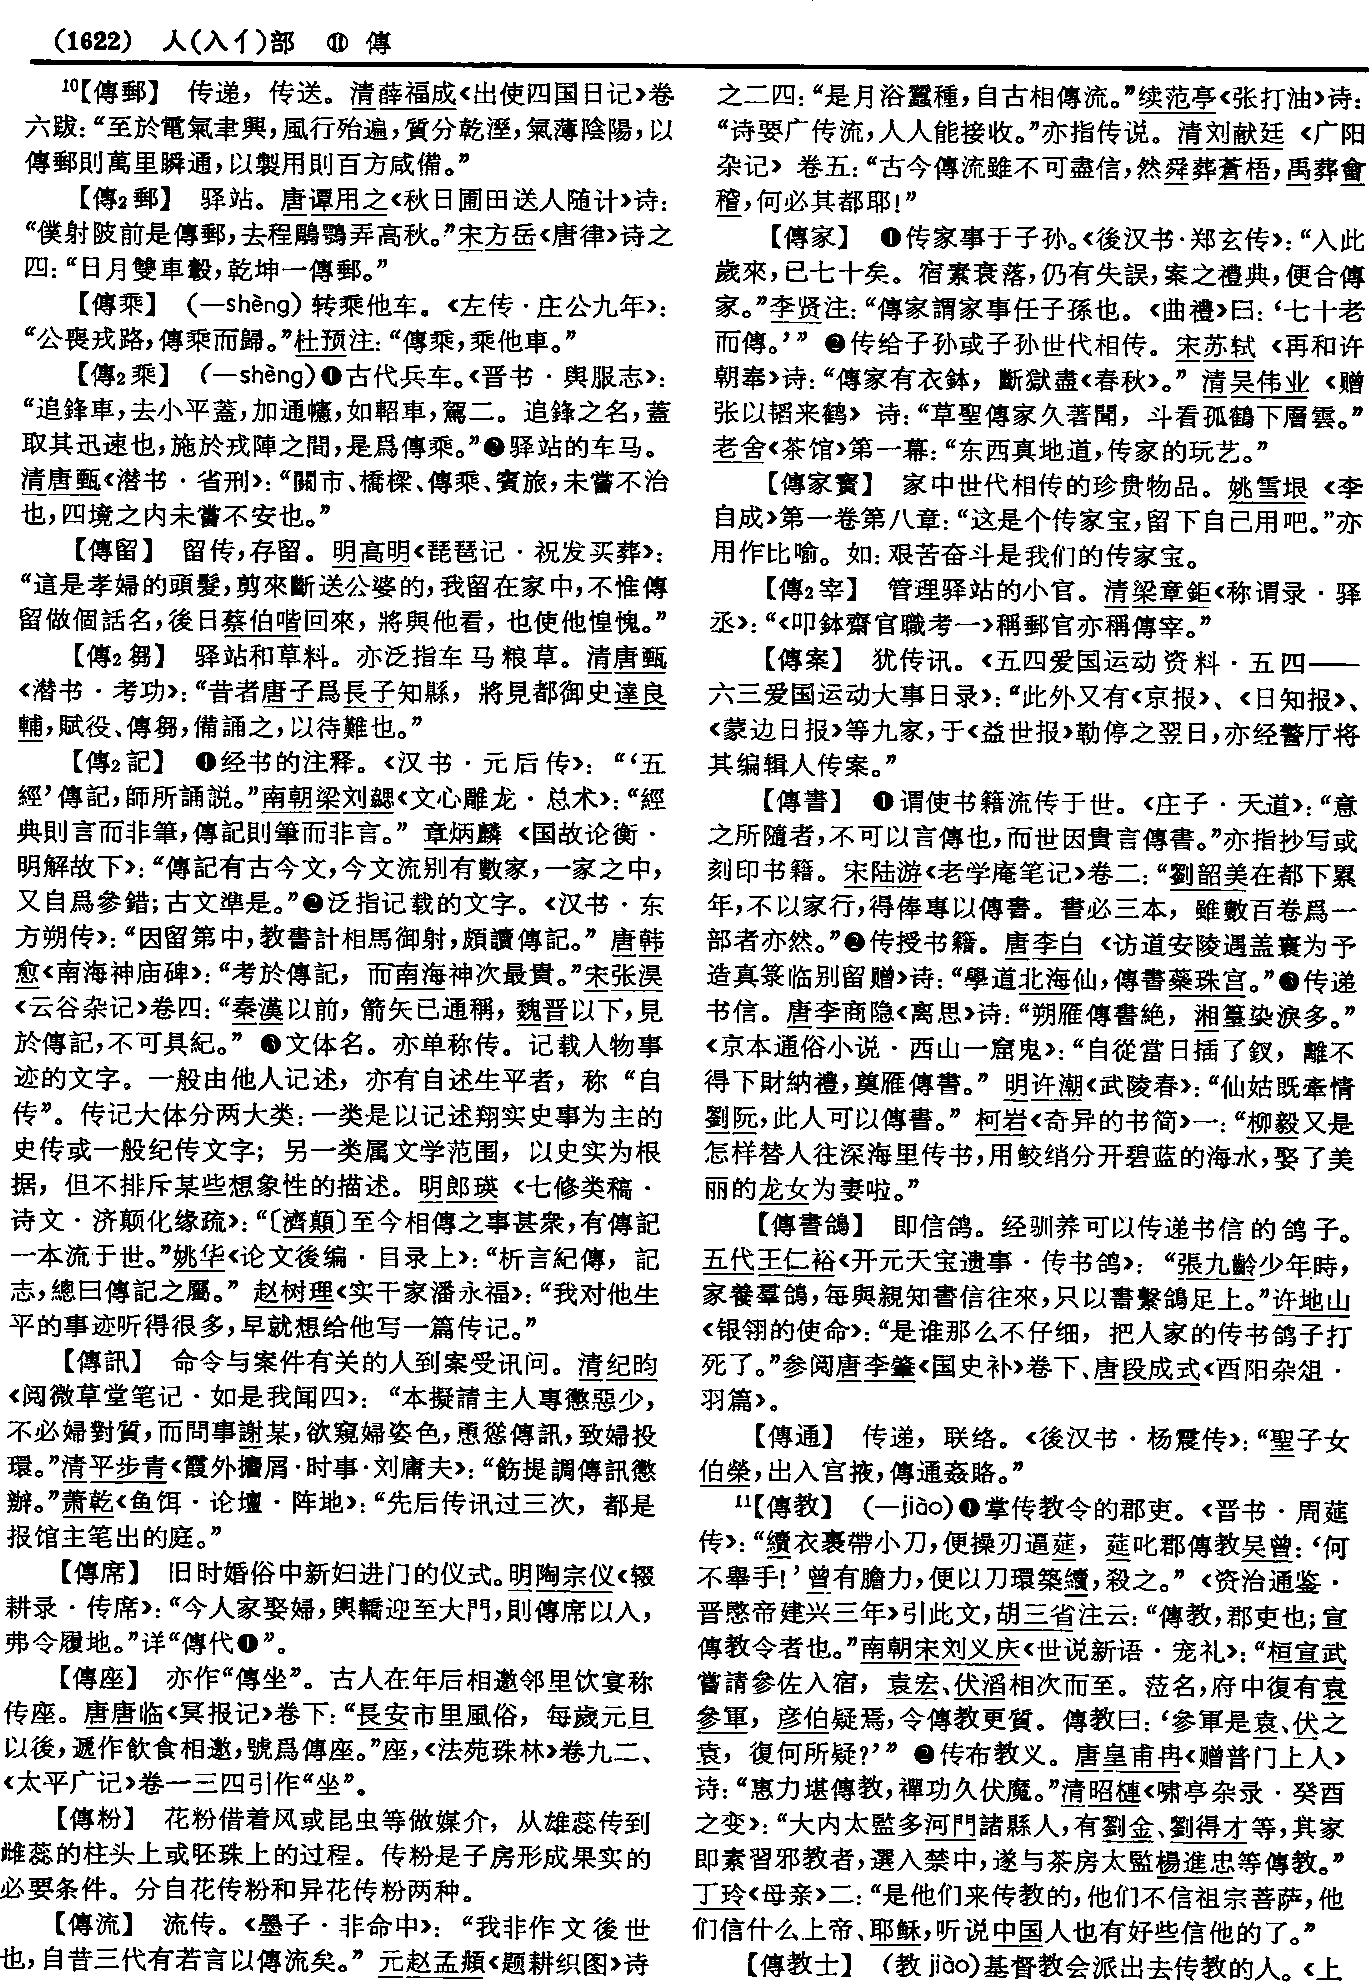 (1622) 人(入亻)部 ⑪ 傳
¹⁰【傳郵】 传递，传送。清薛福成《出使四国日记》卷
六跋：“至於電氣聿興，風行殆遍，質分乾溼，氣薄陰陽，以
傳郵則萬里瞬通，以製用則百方咸備。”
【傳₂郵】 驿站。唐谭用之《秋日圃田送人随计》诗：
“僕射陂前是傳郵，去程鵰鶚弄高秋。”宋方岳《唐律》诗之
四：“日月雙車轂，乾坤一傳郵。”
【傳乘】 (—shèng)转乘他车。《左传·庄公九年》：
“公喪戎路，傳乘而歸。”杜预注：“傳乘，乘他車。”
【傳₂乘】 (—shèng)❶古代兵车。《晋书·舆服志》：
“追鋒車，去小平蓋，加通幰，如軺車，駕二。追鋒之名，蓋
取其迅速也，施於戎陣之間，是爲傳乘。”❷驿站的车马。
清唐甄《潜书·省刑》：“關市、橋樑、傳乘、賓旅，未嘗不治
也，四境之内未嘗不安也。”
【傳留】 留传，存留。明高明《琵琶记·祝发买葬》：
“這是孝婦的頭髮，剪來斷送公婆的，我留在家中，不惟傳
留做個話名，後日蔡伯喈回來，將與他看，也使他惶愧。”
【傳₂芻】 驿站和草料。亦泛指车马粮草。清唐甄
《潜书·考功》：“昔者唐子爲長子知縣，將見都御史達良
輔，賦役、傳芻，備誦之，以待難也。”
【傳₂記】 ❶经书的注释。《汉书·元后传》：“‘五
經’傳記，師所誦説。”南朝梁刘勰《文心雕龙·总术》：“經
典則言而非筆，傳記則筆而非言。”章炳麟《国故论衡·
明解故下》：“傳記有古今文，今文流别有數家，一家之中，
又自爲參錯；古文準是。”❷泛指记载的文字。《汉书·东
方朔传》：“因留第中，教書計相馬御射，頗讀傳記。”唐韩
愈《南海神庙碑》：“考於傳記，而南海神次最貴。”宋张淏
《云谷杂记》卷四：“秦漢以前，箭矢已通稱，魏晋以下，見
於傳記，不可具紀。”❸文体名。亦单称传。记载人物事
迹的文字。一般由他人记述，亦有自述生平者，称“自
传”。传记大体分两大类：一类是以记述翔实史事为主的
史传或一般纪传文字；另一类属文学范围，以史实为根
据，但不排斥某些想象性的描述。明郎瑛《七修类稿·
诗文·济颠化缘疏》：“〔濟顛〕至今相傳之事甚衆，有傳記
一本流于世。”姚华《论文後编·目录上》：“析言紀傳，記
志，總曰傳記之屬。”赵树理《实干家潘永福》：“我对他生
平的事迹听得很多，早就想给他写一篇传记。”
【傳訊】 命令与案件有关的人到案受讯问。清纪昀
《阅微草堂笔记·如是我闻四》：“本擬請主人專懲惡少，
不必婦對質，而問事謝某，欲窺婦姿色，慂慫傳訊，致婦投
環。”清平步青《霞外攟屑·时事·刘庸夫》：“飭提調傳訊懲
辦。”萧乾《鱼饵·论壇·阵地》：“先后传讯过三次，都是
报馆主笔出的庭。”
【傳席】 旧时婚俗中新妇进门的仪式。明陶宗仪《辍
耕录·传席》：“今人家娶婦，輿轎迎至大門，則傳席以入，
弗令履地。”详“傳代❶”。
【傳座】 亦作“傳坐”。古人在年后相邀邻里饮宴称
传座。唐唐临《冥报记》卷下：“長安市里風俗，每歲元旦
以後，遞作飲食相邀，號爲傳座。”座，《法苑珠林》卷九二、
《太平广记》卷一三四引作“坐”。
【傳粉】 花粉借着风或昆虫等做媒介，从雄蕊传到
雌蕊的柱头上或胚珠上的过程。传粉是子房形成果实的
必要条件。分自花传粉和异花传粉两种。
【傳流】 流传。《墨子·非命中》：“我非作文後世
也，自昔三代有若言以傳流矣。”元赵孟頫《题耕织图》诗
之二四：“是月浴蠶種，自古相傳流。”续范亭《张打油》诗：
“诗要广传流，人人能接收。”亦指传说。清刘献廷《广阳
杂记》卷五：“古今傳流雖不可盡信，然舜葬蒼梧，禹葬會
稽，何必其都耶！”
【傳家】 ❶传家事于子孙。《後汉书·郑玄传》：“入此
歲來，已七十矣。宿素衰落，仍有失誤，案之禮典，便合傳
家。”李贤注：“傳家謂家事任子孫也。《曲禮》曰：‘七十老
而傳。’”❷传给子孙或子孙世代相传。宋苏轼《再和许
朝奉》诗：“傳家有衣鉢，斷獄盡《春秋》。”清吴伟业《赠
张以韬来鹤》诗：“草聖傳家久著聞，斗看孤鶴下層雲。”
老舍《茶馆》第一幕：“东西真地道，传家的玩艺。”
【傳家寳】 家中世代相传的珍贵物品。姚雪垠《李
自成》第一卷第八章：“这是个传家宝，留下自己用吧。”亦
用作比喻。如：艰苦奋斗是我们的传家宝。
【傳₂宰】 管理驿站的小官。清梁章鉅《称谓录·驿
丞》：“《叩鉢齋官職考一》稱郵官亦稱傳宰。”
【傳案】 犹传讯。《五四爱国运动资料·五四——
六三爱国运动大事日录》：“此外又有《京报》、《日知报》、
《蒙边日报》等九家，于《益世报》勒停之翌日，亦经警厅将
其编辑人传案。”
【傳書】 ❶谓使书籍流传于世。《庄子·天道》：“意
之所隨者，不可以言傳也，而世因貴言傳書。”亦指抄写或
刻印书籍。宋陆游《老学庵笔记》卷二：“劉韶美在都下累
年，不以家行，得俸專以傳書。書必三本，雖數百卷爲一
部者亦然。”❷传授书籍。唐李白《访道安陵遇盖寰为予
造真箓临别留赠》诗：“學道北海仙，傳書蘂珠宫。”❸传递
书信。唐李商隐《离思》诗：“朔雁傳書絶，湘篁染淚多。”
《京本通俗小说·西山一窟鬼》：“自從當日插了釵，離不
得下財納禮，奠雁傳書。”明许潮《武陵春》：“仙姑既牽情
劉阮，此人可以傳書。”柯岩《奇异的书简》一：“柳毅又是
怎样替人往深海里传书，用鲛绡分开碧蓝的海水，娶了美
丽的龙女为妻啦。”
【傳書鴿】 即信鸽。经驯养可以传递书信的鸽子。
五代王仁裕《开元天宝遗事·传书鸽》：“張九齡少年時，
家養羣鴿，每與親知書信往來，只以書繫鴿足上。”许地山
《银翎的使命》：“是谁那么不仔细，把人家的传书鸽子打
死了。”参阅唐李肇《国史补》卷下、唐段成式《酉阳杂俎·
羽篇》。
【傳通】 传递，联络。《後汉书·杨震传》：“聖子女
伯榮，出入宫掖，傳通姦賂。”
¹¹【傳教】 (—jiào)❶掌传教令的郡吏。《晋书·周莚
传》：“續衣裹帶小刀，便操刃逼莚，莚叱郡傳教吴曾：‘何
不舉手！’曾有膽力，便以刀環築續，殺之。”《资治通鉴·
晋愍帝建兴三年》引此文，胡三省注云：“傳教，郡吏也；宣
傳教令者也。”南朝宋刘义庆《世说新语·宠礼》：“桓宣武
嘗請參佐入宿，袁宏、伏滔相次而至。蒞名，府中復有袁
參軍，彦伯疑焉，令傳教更質。傳教曰：‘參軍是袁、伏之
袁，復何所疑？’”❷传布教义。唐皇甫冉《赠普门上人》
诗：“惠力堪傳教，禪功久伏魔。”清昭槤《啸亭杂录·癸酉
之变》：“大内太監多河間諸縣人，有劉金、劉得才等，其家
即素習邪教者，選入禁中，遂与茶房太監楊進忠等傳教。”
丁玲《母亲》二：“是他们来传教的，他们不信祖宗菩萨，他
们信什么上帝、耶稣，听说中国人也有好些信他的了。”
【傳教士】 (教jiào)基督教会派出去传教的人。《上